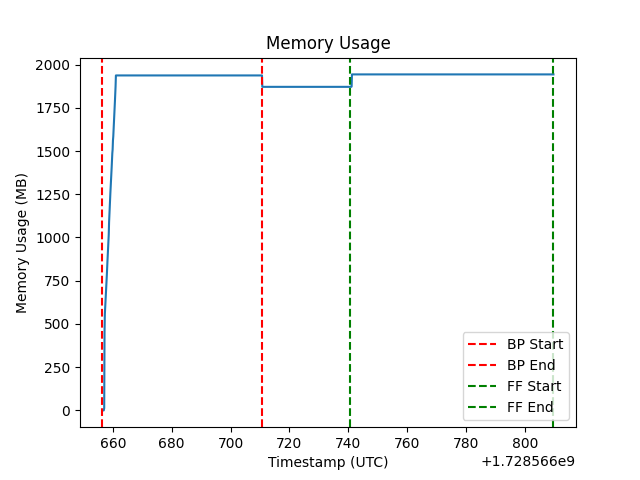 Memory Usage
Memory Usage (MB)
2000
1750
1500
1250
1000
750
500
250
0
BP Start
BP End
FF Start
FF End
660 680 700 720 740 760 780 800
Timestamp (UTC)
+1.728566e9